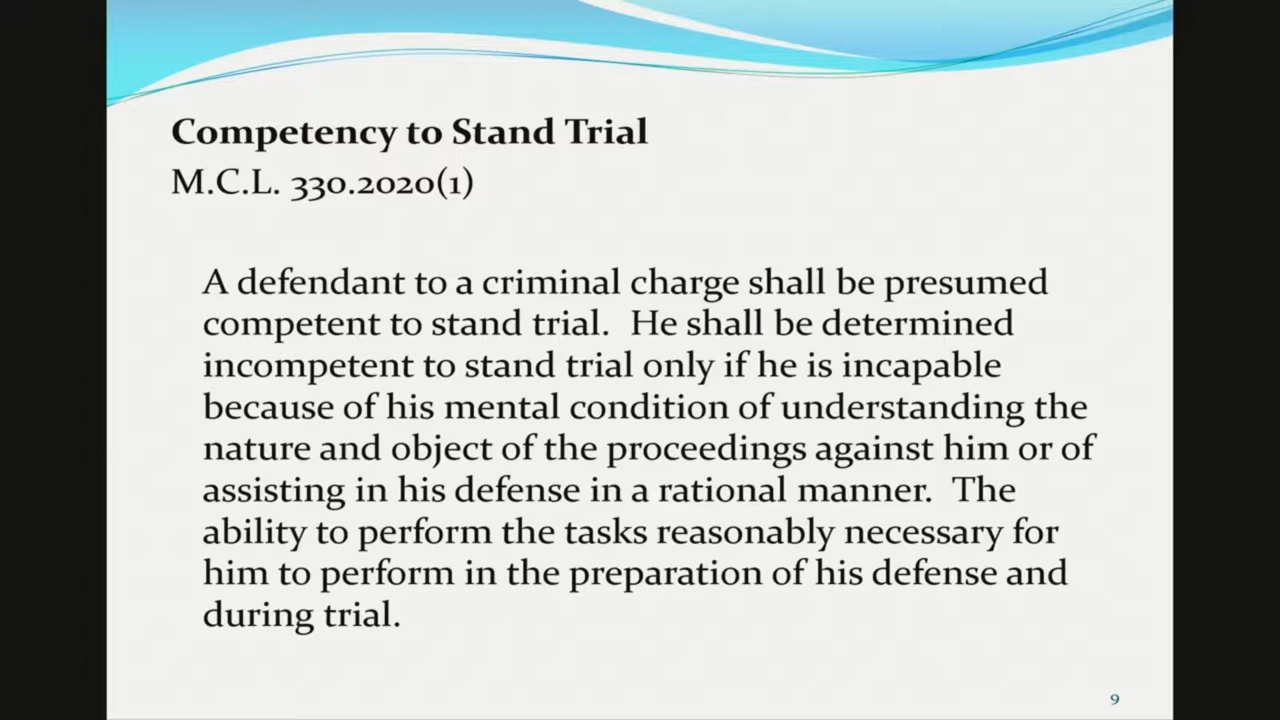 Competency to Stand Trial
M.C.L. 330.2020(1)
A defendant to a criminal charge shall be presumed
competent to stand trial.  He shall be determined
incompetent to stand trial only if he is incapable
because of his mental condition of understanding the
nature and object of the proceedings against him or of
assisting in his defense in a rational manner.  The
ability to perform the tasks reasonably necessary for
him to perform in the preparation of his defense and
during trial.
9